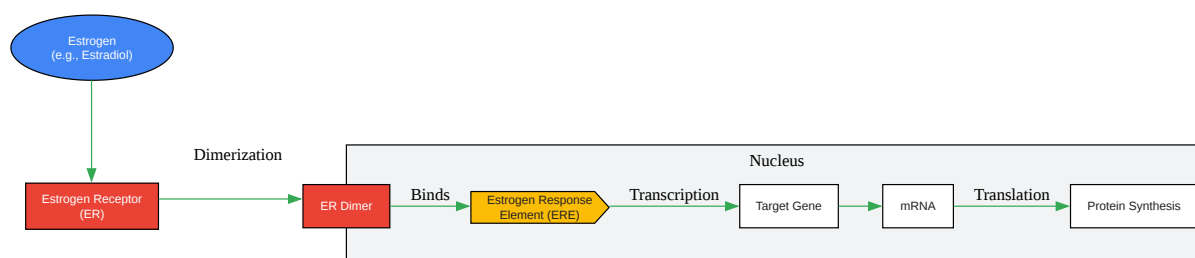 Estrogen
(e.g., Estradiol)
Dimerization
Nucleus
Estrogen Receptor
(ER)
ER Dimer
Binds
Estrogen Response
Element (ERE)
Transcription
Target Gene
mRNA
Translation
Protein Synthesis